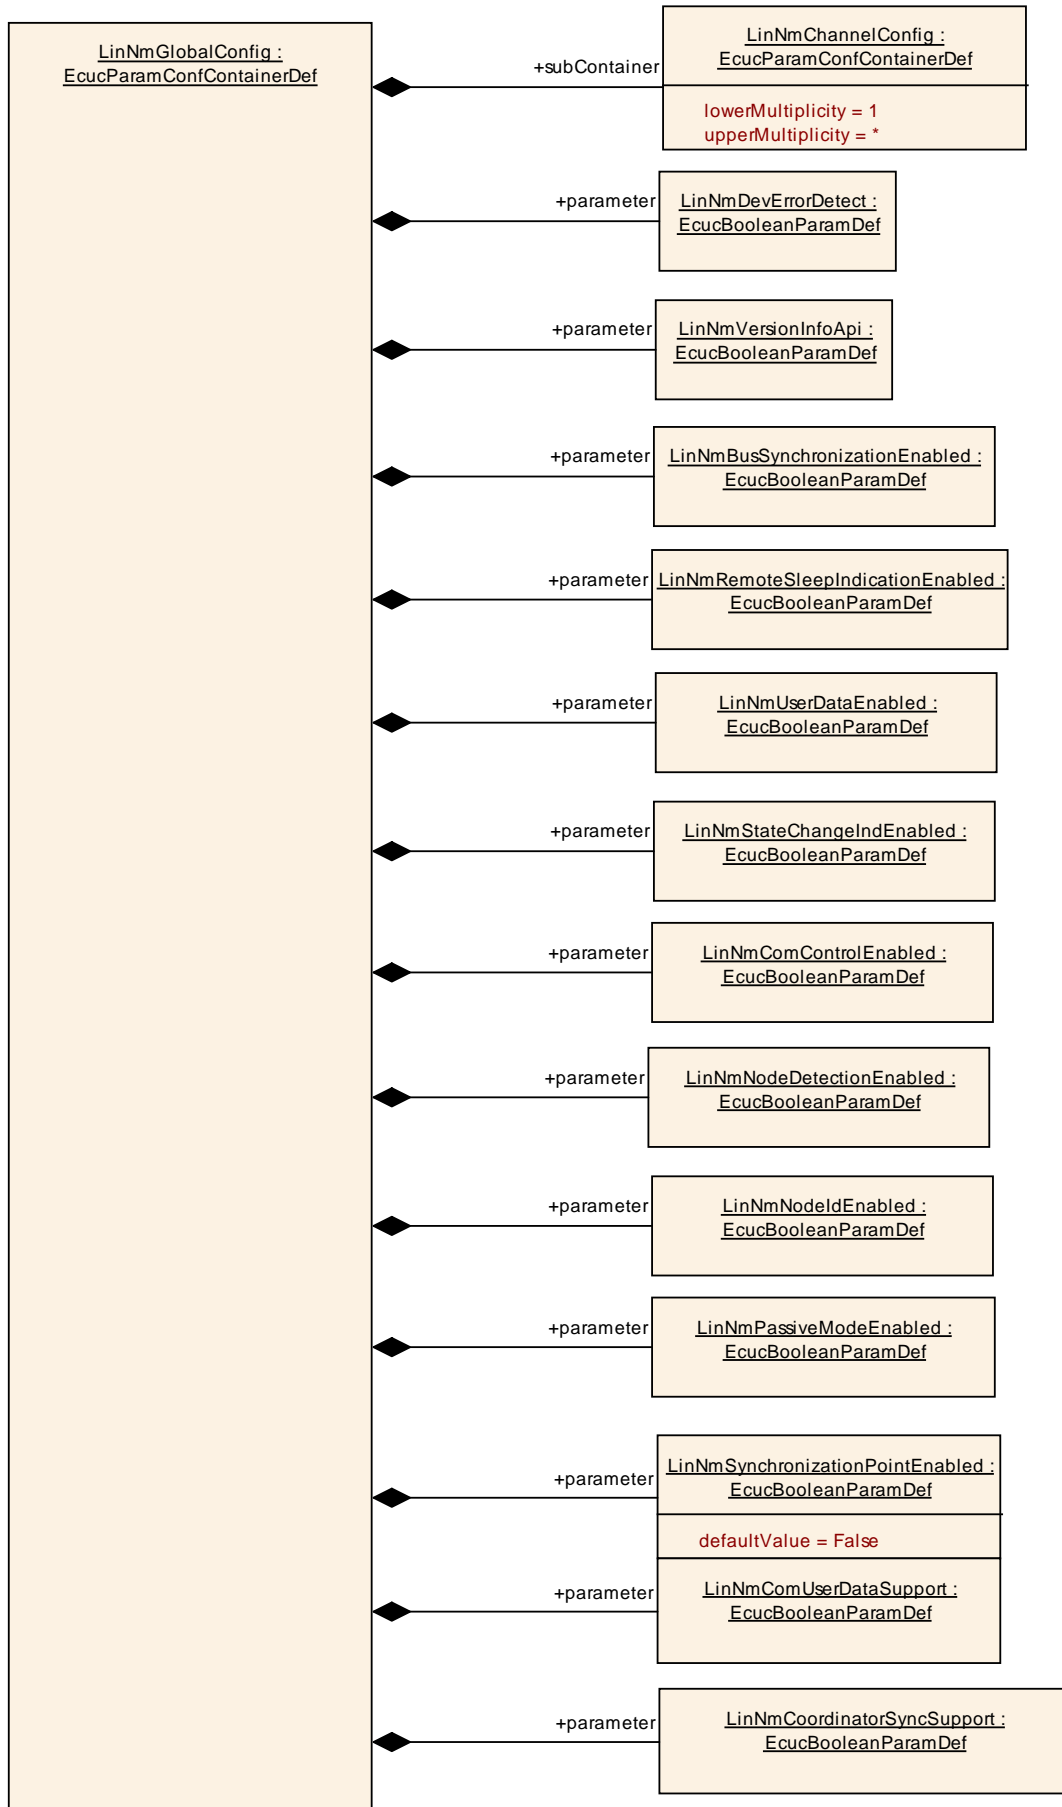 LinNmGlobalConfig :
EcucParamConfContainerDef
+subContainer
LinNmChannelConfig :
EcucParamConfContainerDef
lowerMultiplicity = 1
upperMultiplicity = *
+parameter
LinNmDevErrorDetect :
EcucBooleanParamDef
+parameter
LinNmVersionInfoApi :
EcucBooleanParamDef
+parameter
LinNmBusSynchronizationEnabled :
EcucBooleanParamDef
+parameter
LinNmRemoteSleepIndicationEnabled :
EcucBooleanParamDef
+parameter
LinNmUserDataEnabled :
EcucBooleanParamDef
+parameter
LinNmStateChangeIndEnabled :
EcucBooleanParamDef
+parameter
LinNmComControlEnabled :
EcucBooleanParamDef
+parameter
LinNmNodeDetectionEnabled :
EcucBooleanParamDef
+parameter
LinNmNodeIdEnabled :
EcucBooleanParamDef
+parameter
LinNmPassiveModeEnabled :
EcucBooleanParamDef
+parameter
LinNmSynchronizationPointEnabled :
EcucBooleanParamDef
defaultValue = False
+parameter
LinNmComUserDataSupport :
EcucBooleanParamDef
+parameter
LinNmCoordinatorSyncSupport :
EcucBooleanParamDef